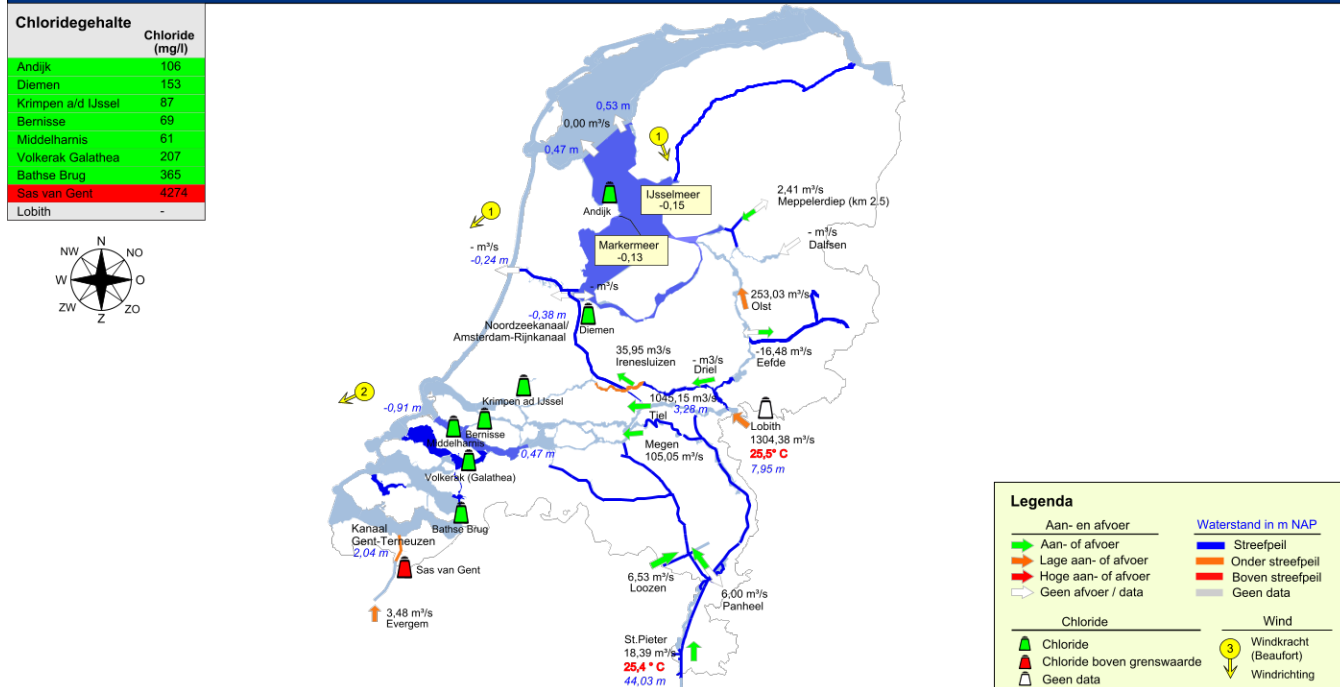 Chloridegehalte
Chloride
(mg/l)
Andijk 106
Diemen 153
Krimpen a/d IJssel 87
Bernisse 69
Middelharnis 61
Volkerak Galathea 207
Bathse Brug 365
Sas van Gent 4274
Lobith -
N
NW NO
W O
ZW ZO
Z
0,53 m
0,00 m³/s
0,47 m
1
2,41 m³/s
Meppelerdiep (km 2.5)
IJsselmeer
-0,15
Andijk
1
- m³/s
Dalfsen
Markermeer
-0,13
- m³/s
-0,24 m
- m³/s
253,03 m³/s
Olst
-0,38 m
Diemen
Noordzeekanaal/
Amsterdam-Rijnkanaal
35,95 m3/s
Irenesluizen
- m3/s
Driel
-16,48 m³/s
Eefde
2
Krimpen ad IJssel
1045,15 m3/s
3,28 m
Tiel
-0,91 m
Bernisse
Middelharnis
Lobith
1304,38 m³/s
25,5° C
7,95 m
Megen
105,05 m³/s
0,47 m
Volkerak (Galathea)
Bathse Brug
Kanaal
Gent-Terneuzen
2,04 m
Sas van Gent
6,53 m³/s
Loozen
6,00 m³/s
Panheel
3,48 m³/s
Evergem
St.Pieter
18,39 m³/s
25,4 ° C
44,03 m
Legenda
Aan- en afvoer
Aan- of afvoer
Lage aan- of afvoer
Hoge aan- of afvoer
Geen afvoer / data
Waterstand in m NAP
Streefpeil
Onder streefpeil
Boven streefpeil
Geen data
Chloride
Chloride
Chloride boven grenswaarde
Geen data
Wind
3
Windkracht
(Beaufort)
Windrichting